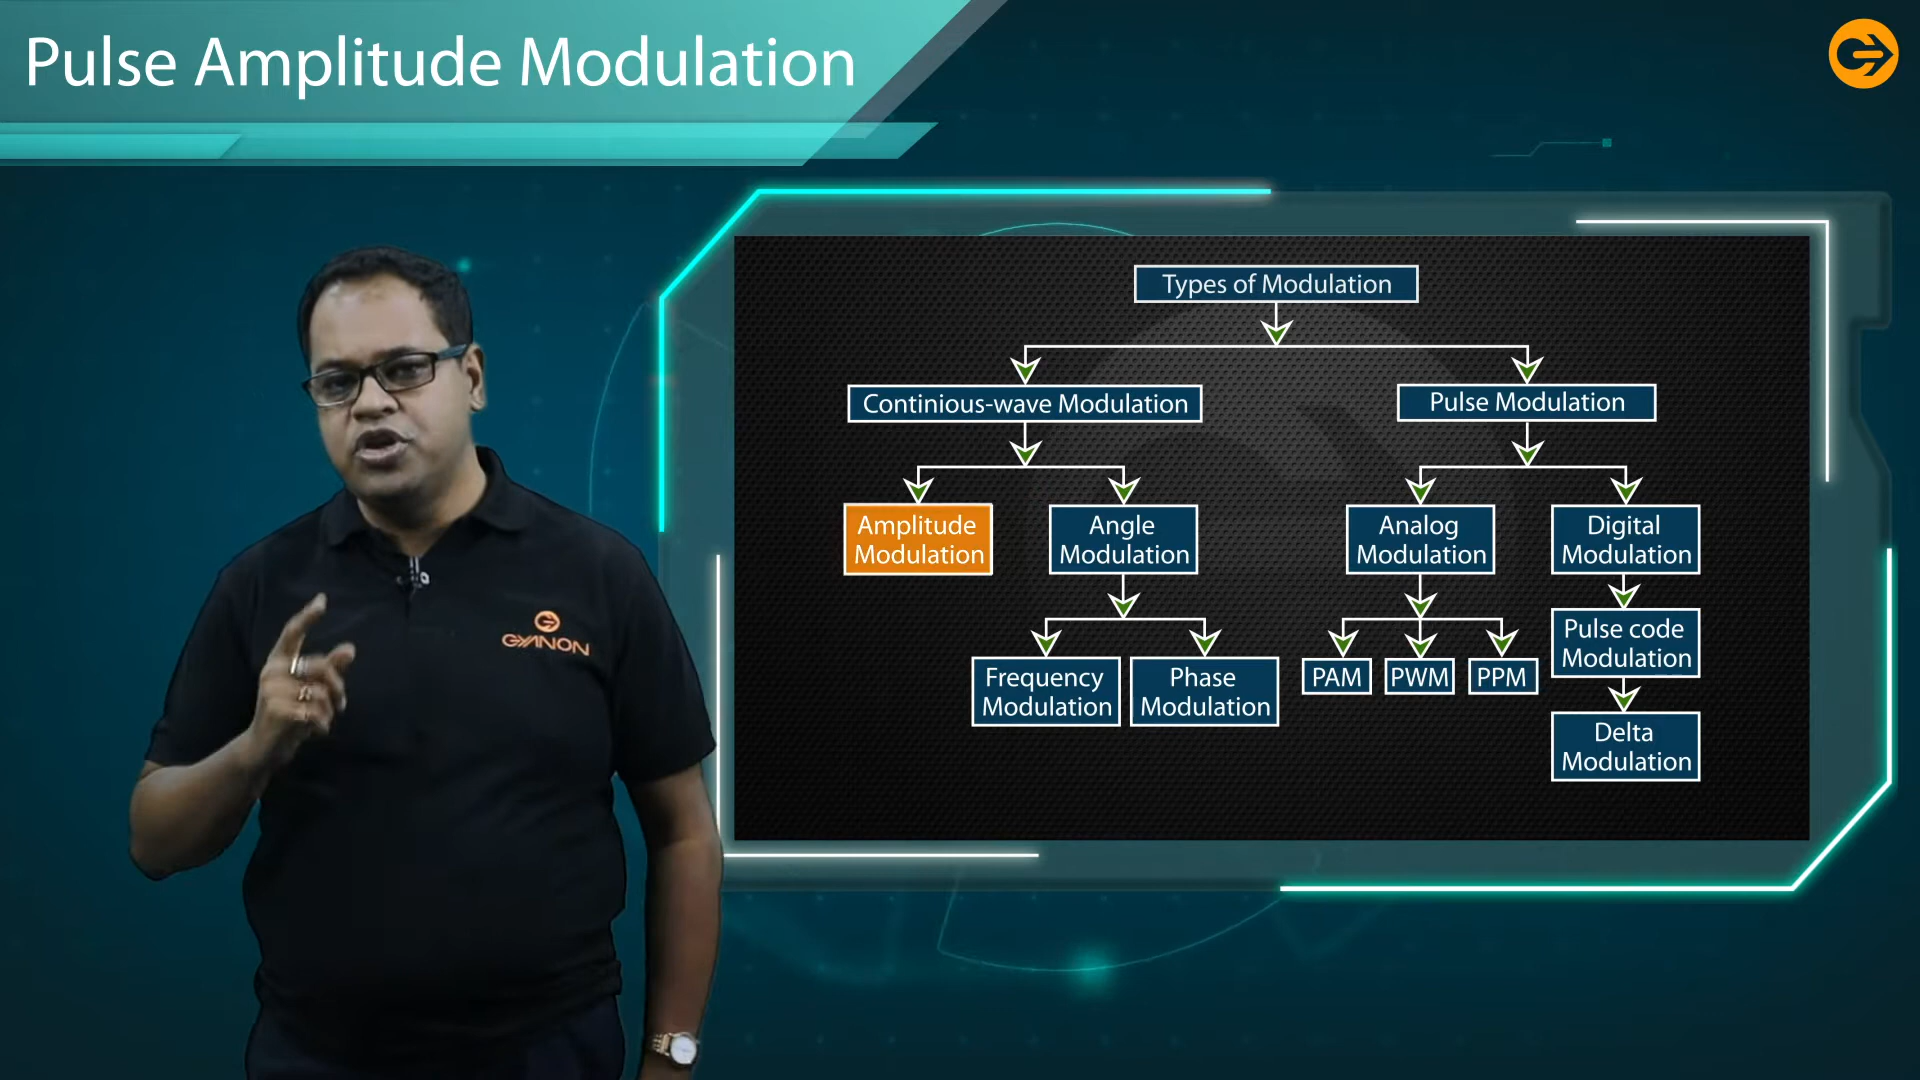 Pulse Amplitude Modulation
Types of Modulation
Continious-wave Modulation
Pulse Modulation
Amplitude
Modulation
Angle
Modulation
Analog
Modulation
Digital
Modulation
Frequency
Modulation
Phase
Modulation
PAM
PWM
PPM
Pulse code
Modulation
Delta
Modulation
GYANON